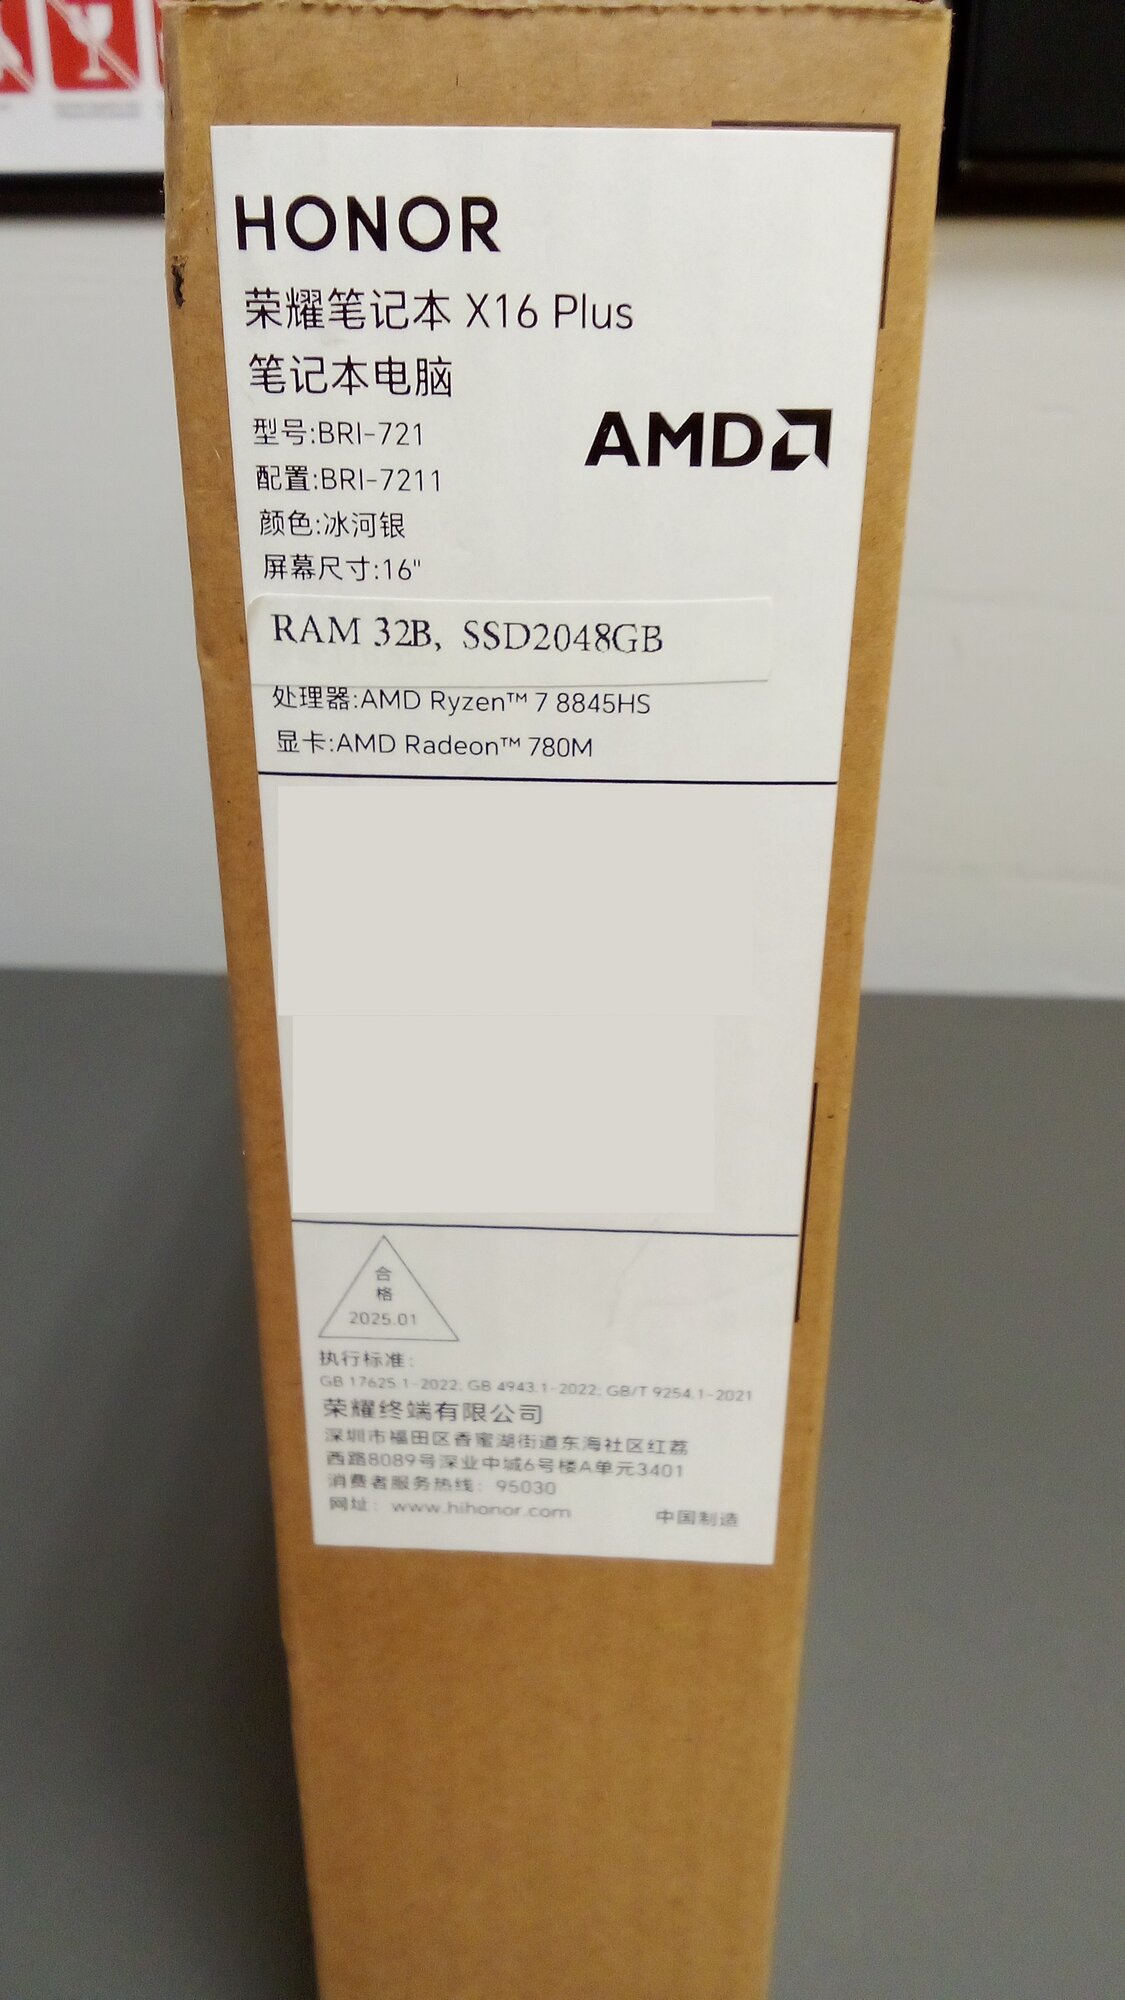 HONOR
荣耀笔记本 X16 Plus
笔记本电脑
型号:BRI-721
AMD
配置:BRI-7211
颜色:冰河银
屏幕尺寸:16"
RAM 32B, SSD2048GB
处理器:AMD Ryzen™ 7 8845HS
显卡:AMD Radeon™ 780M
合
格
2025.01
执行标准:
GB 17625.1-2022; GB 4943.1-2022; GB/T 9254.1-2021
荣耀终端有限公司
深圳市福田区香蜜湖街道东海社区红荔
西路8089号深业中城6号楼A单元3401
消费者服务热线: 95030
网址: www.hihonor.com
中国制造